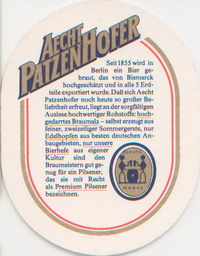 AECHT
PATZENHOFER
Seit 1855 wird in
Berlin ein Bier ge-
braut, das von Bismarck
hochgeschätzt und in alle 5 Erd-
teile exportiert wurde. Daß sich Aecht
Patzenhofer noch heute so großer Be-
liebtheit erfreut, liegt an der sorgfältigen
Auslese hochwertiger Rohstoffe: hoch-
gedarrtes Braumalz – selbst erzeugt aus
feiner, zweizeiliger Sommergerste, nur
Edelhopfen aus besten deutschen An-
baugebieten, nur unsere
Bierhefe aus eigener
Kultur sind den
Braumeistern gut ge-
nug für ein Pilsener,
das sie mit Recht
als Premium Pilsener
bezeichnen.
SCHUTZ
MARKE